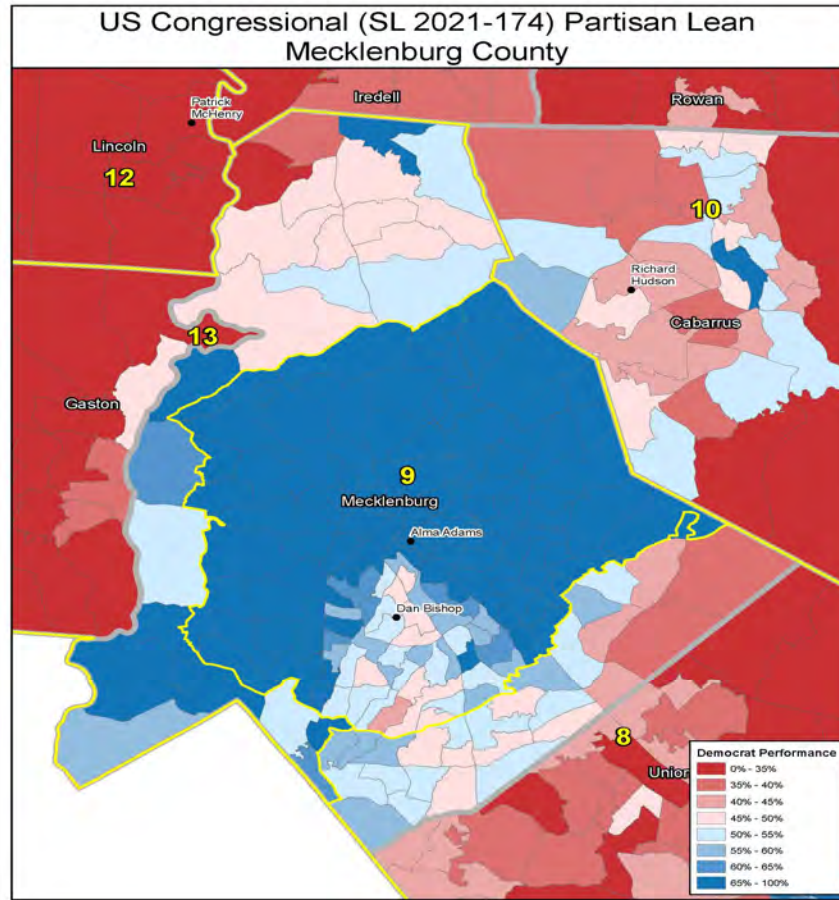 US Congressional (SL 2021-174) Partisan Lean
Mecklenburg County
Iredell
Rowan
Patrick
McHenry
Lincoln
12
10
Richard
Hudson
Cabarrus
13
Gaston
9
Mecklenburg
Alma Adams
Dan Bishop
8
Union
Democrat Performance
0% - 35%
35% - 40%
40% - 45%
45% - 50%
50% - 55%
55% - 60%
60% - 65%
65% - 100%